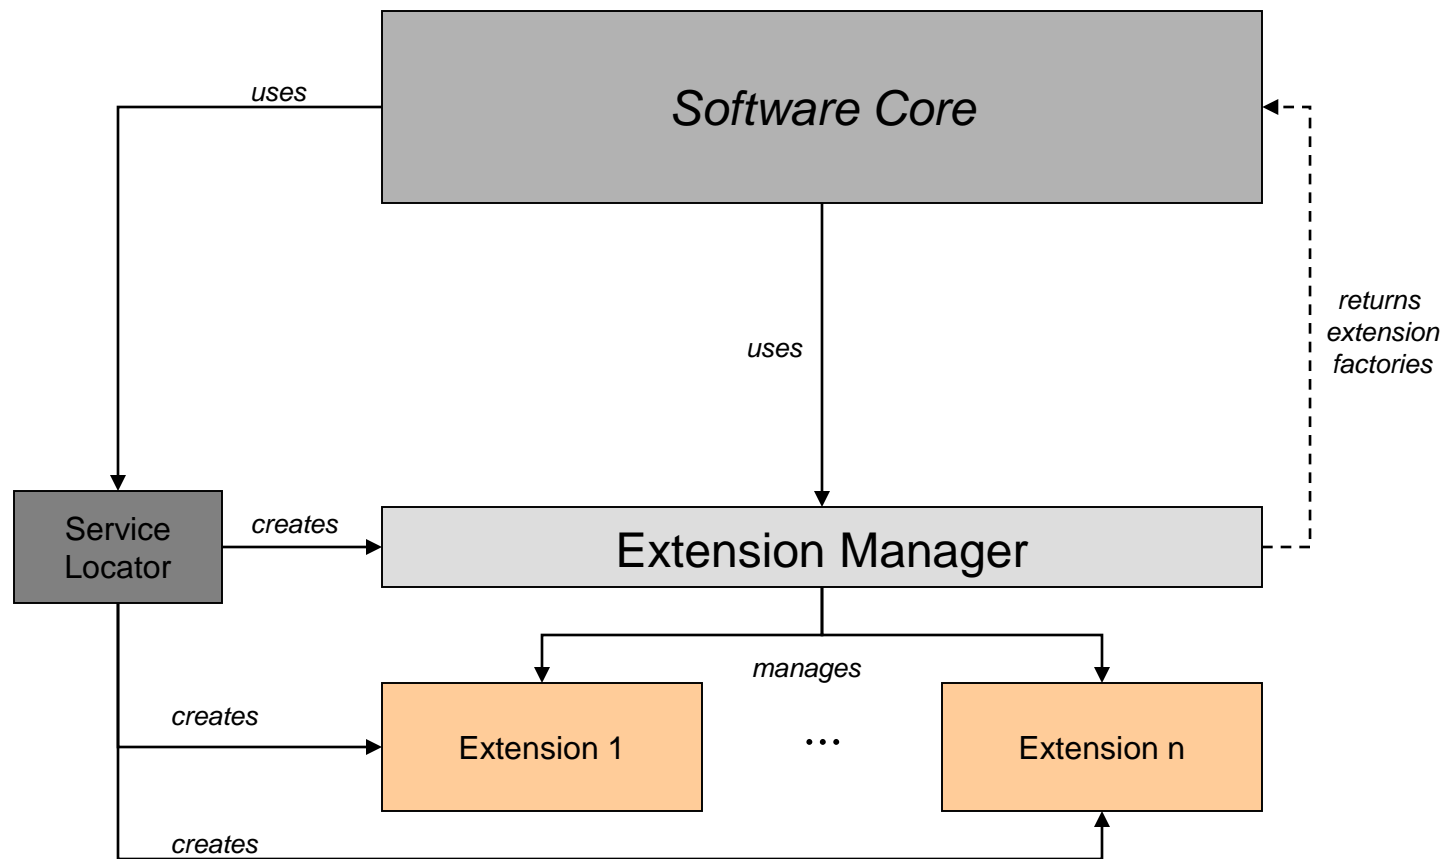 uses
Software Core
returns
extension
factories
uses
Service
Locator
creates
Extension Manager
manages
creates
Extension 1
...
Extension n
creates